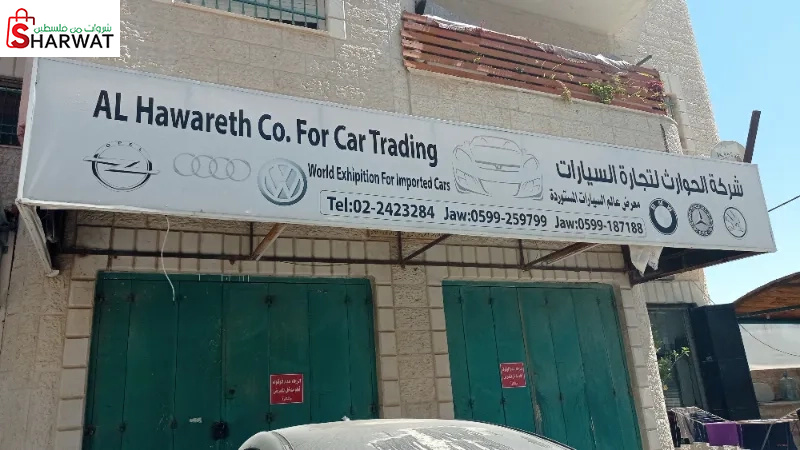 شروات من فلسطين
SHARWAT
AL Hawareth Co. For Car Trading
World Exhipition For Imported Cars
شركة الحوارث لتجارة السيارات
معرض عالم السيارات المستوردة
Tel:02-2423284 Jaw:0599-259799 Jaw:0599-187188
OPEL